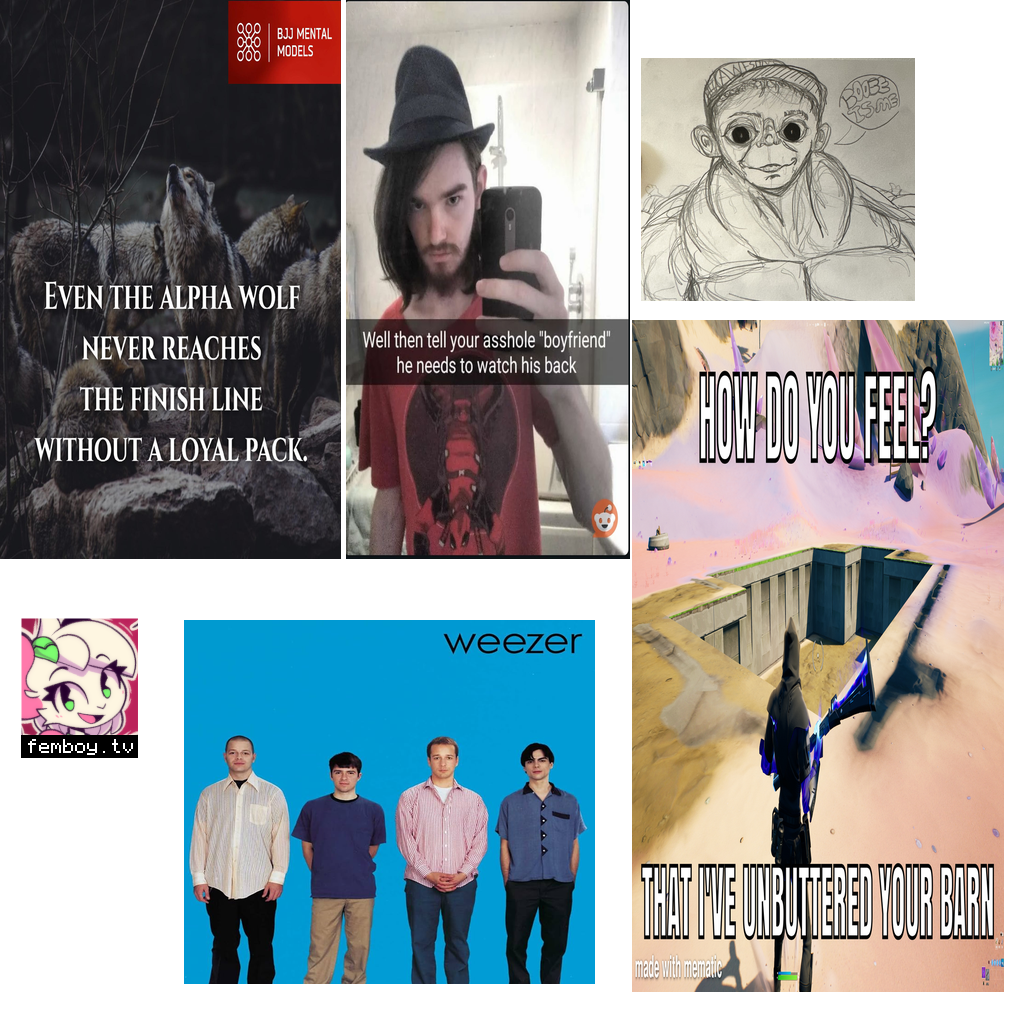 BJJ MENTAL
MODELS
EVEN THE ALPHA WOLF
NEVER REACHES
THE FINISH LINE
WITHOUT A LOYAL PACK.
Well then tell your asshole "boyfriend"
he needs to watch his back
BOOEE
IS ME
HOW DO YOU FEEL?
THAT I'VE UNBUTTERED YOUR BARN
made with mematic
femboy.tv
weezer